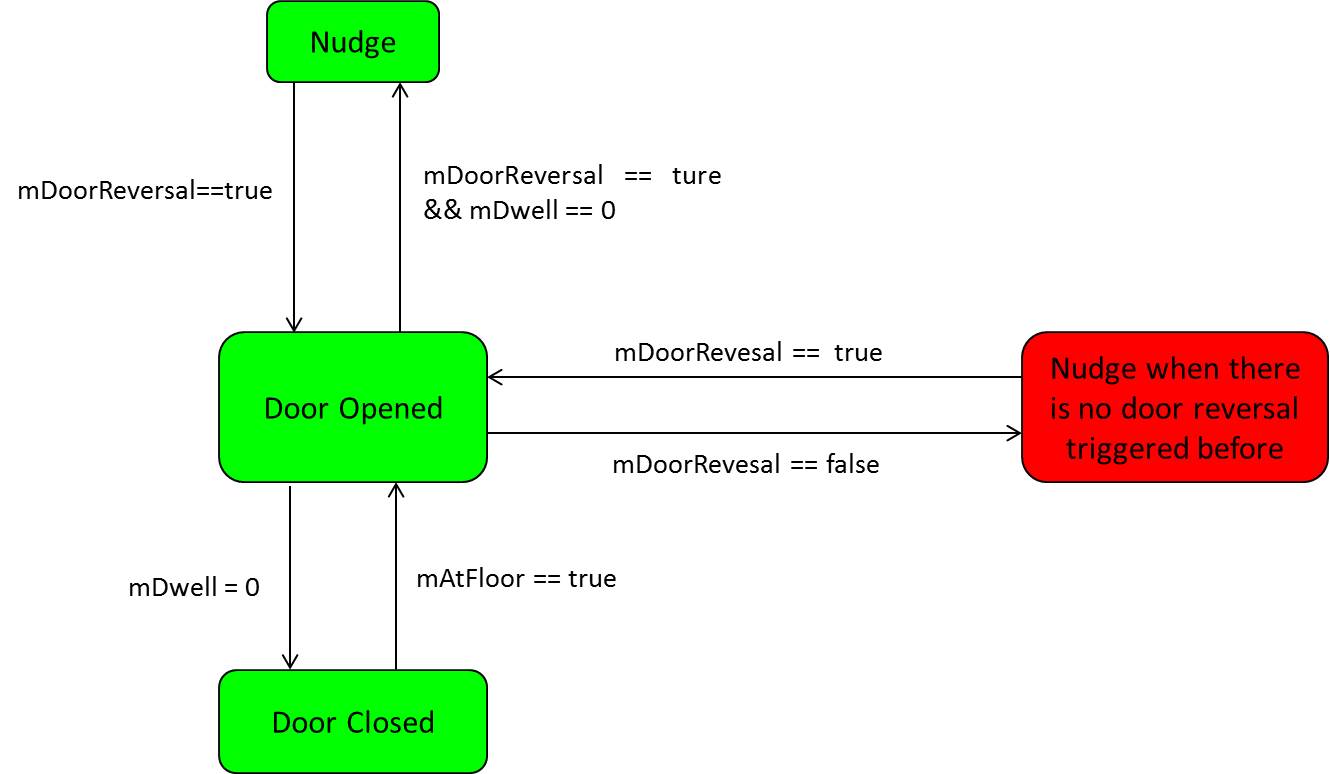 Nudge
mDoorReversal==true
mDoorReversal == ture
&& mDwell == 0
mDoorRevesal == true
Door Opened
Nudge when there
is no door reversal
triggered before
mDoorRevesal == false
mDwell = 0
mAtFloor == true
Door Closed